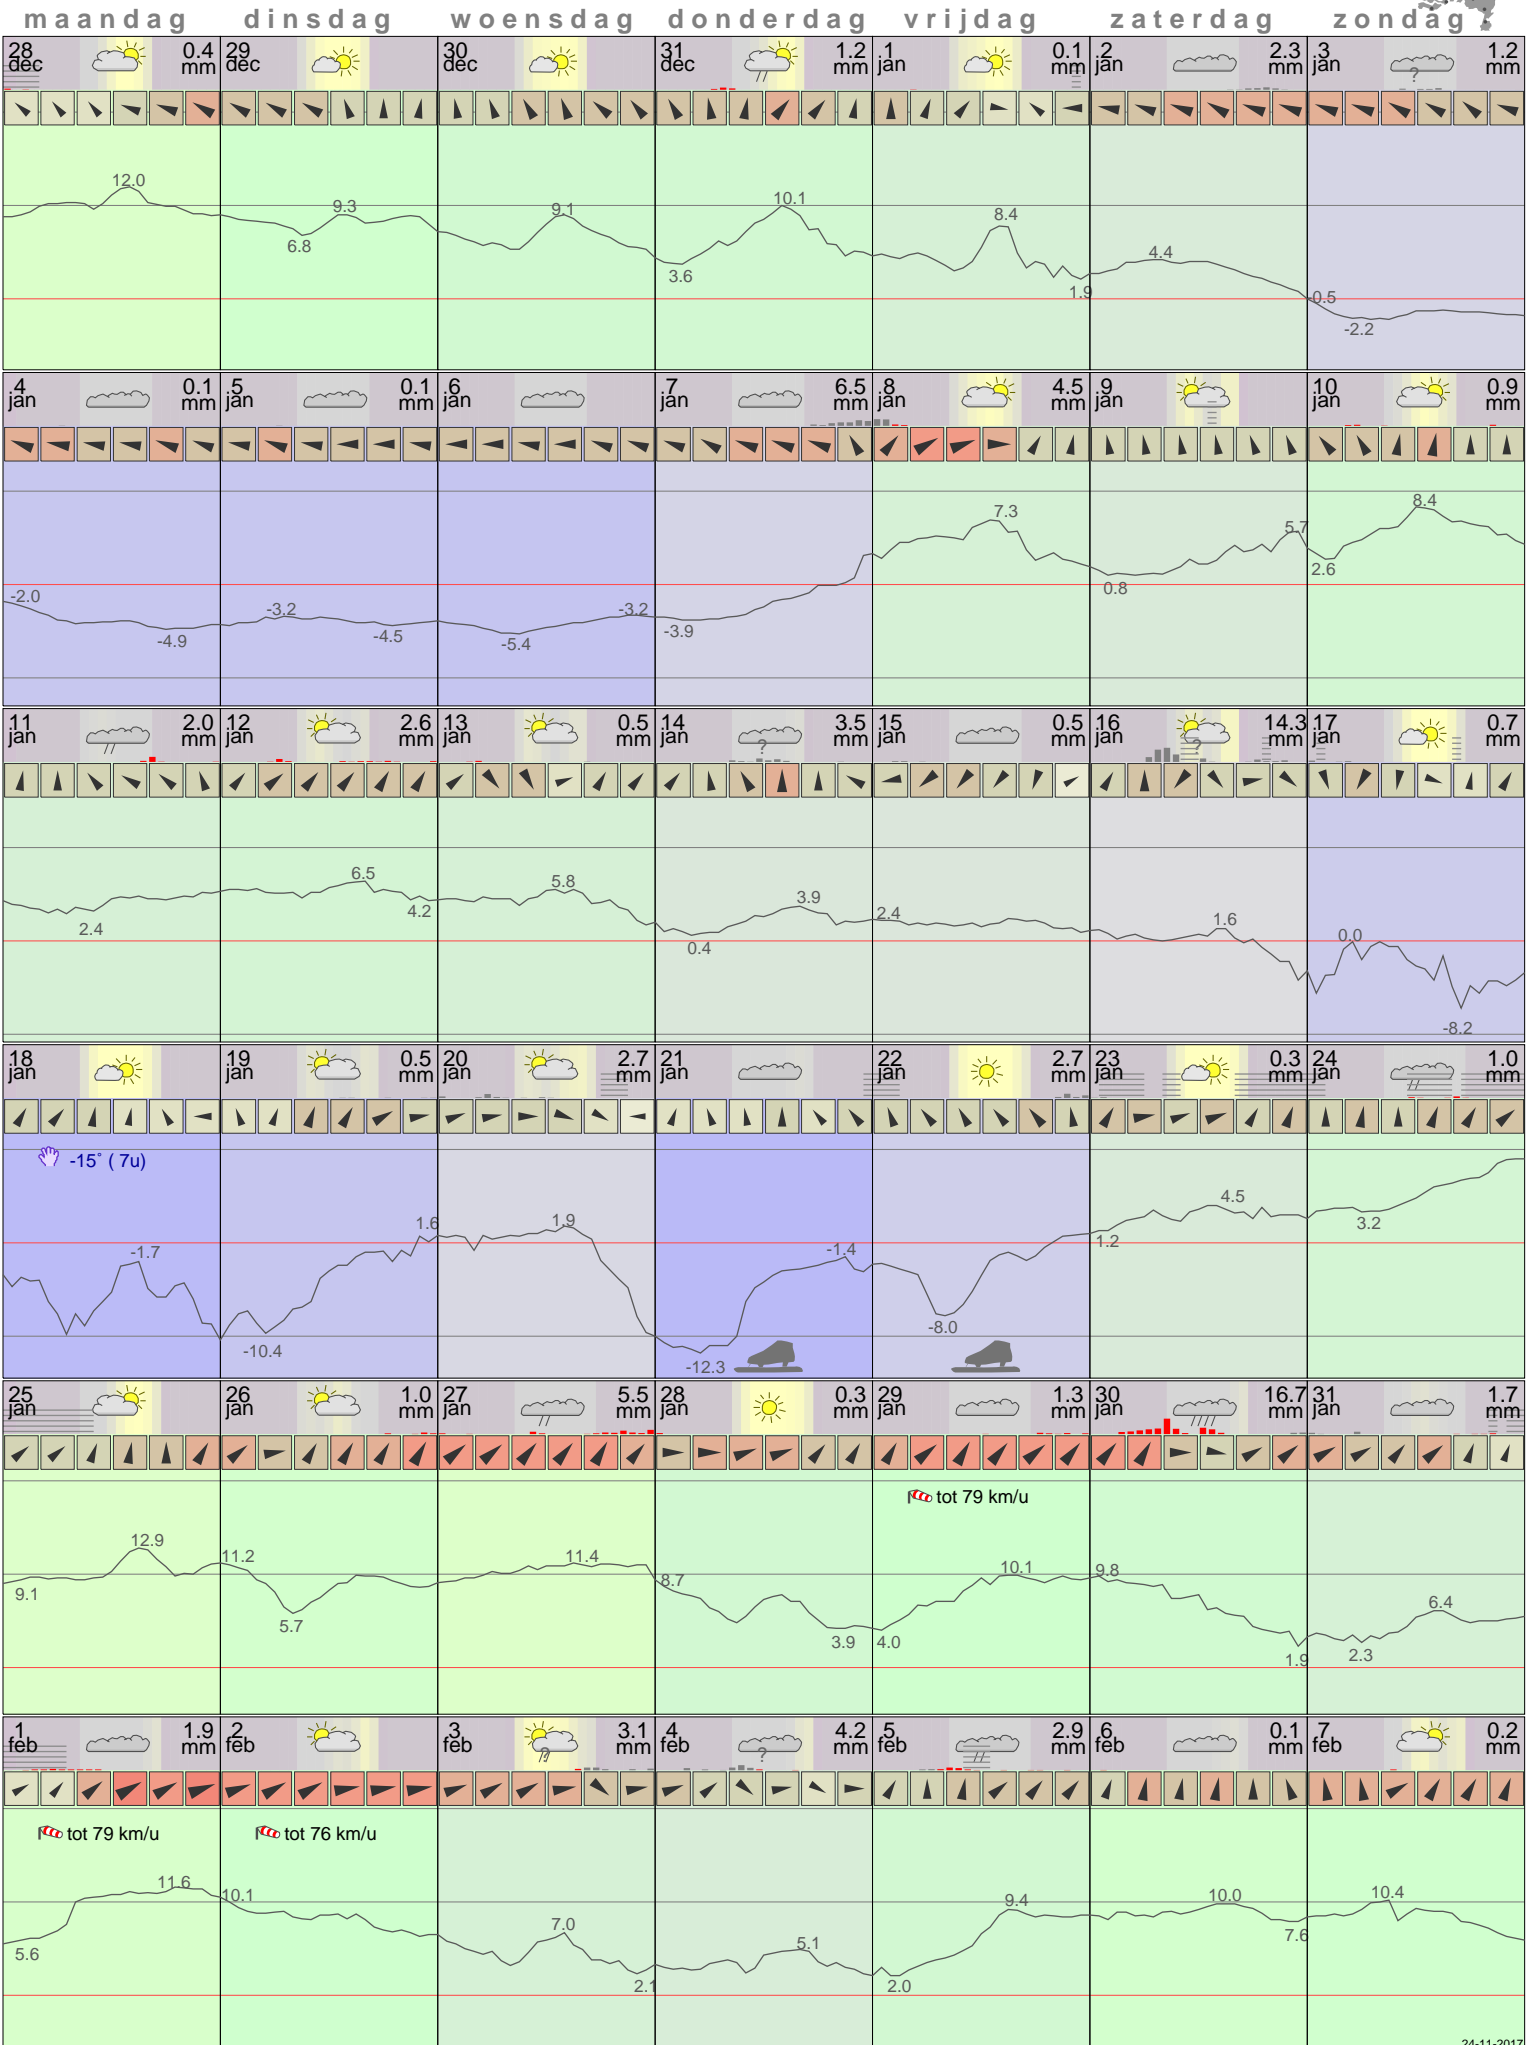 maandag dinsdag woensdag donderdag vrijdag zaterdag zondag
28 dec 0.4 mm 29 dec 30 dec 31 dec 1.2 mm 1 jan 0.1 mm 2 jan 2.3 mm 3 jan ? 1.2 mm
12.0 6.8 9.3 9.1 3.6 10.1 8.4 1.9 4.4 -0.5 -2.2
4 jan 0.1 mm 5 jan 0.1 mm 6 jan 7 jan 6.5 mm 8 jan 4.5 mm 9 jan 10 jan 0.9 mm
-2.0 -4.9 -3.2 -4.5 -5.4 -3.2 -3.9 7.3 0.8 5.7 2.6 8.4
11 jan 2.0 mm 12 jan 2.6 mm 13 jan 0.5 mm 14 jan ? 3.5 mm 15 jan 0.5 mm 16 jan ? 14.3 mm 17 jan 0.7 mm
2.4 6.5 4.2 5.8 0.4 3.9 2.4 1.6 0.0 -8.2
18 jan 19 jan 0.5 mm 20 jan 2.7 mm 21 jan 22 jan 2.7 mm 23 jan 0.3 mm 24 jan 1.0 mm
-15° ( 7u)
-1.7 -10.4 1.6 1.9 -12.3 -1.4 -8.0 1.2 4.5 3.2
25 jan 26 jan 1.0 mm 27 jan 5.5 mm 28 jan 0.3 mm 29 jan 1.3 mm 30 jan 16.7 mm 31 jan 1.7 mm
tot 79 km/u
9.1 12.9 11.2 5.7 11.4 8.7 3.9 4.0 10.1 9.8 1.9 2.3 6.4
1 feb 1.9 mm 2 feb 3 feb ? 3.1 mm 4 feb ? 4.2 mm 5 feb 2.9 mm 6 feb 0.1 mm 7 feb 0.2 mm
tot 79 km/u tot 76 km/u
5.6 11.6 10.1 7.0 2.1 5.1 2.0 9.4 10.0 7.6 10.4
24-11-2017